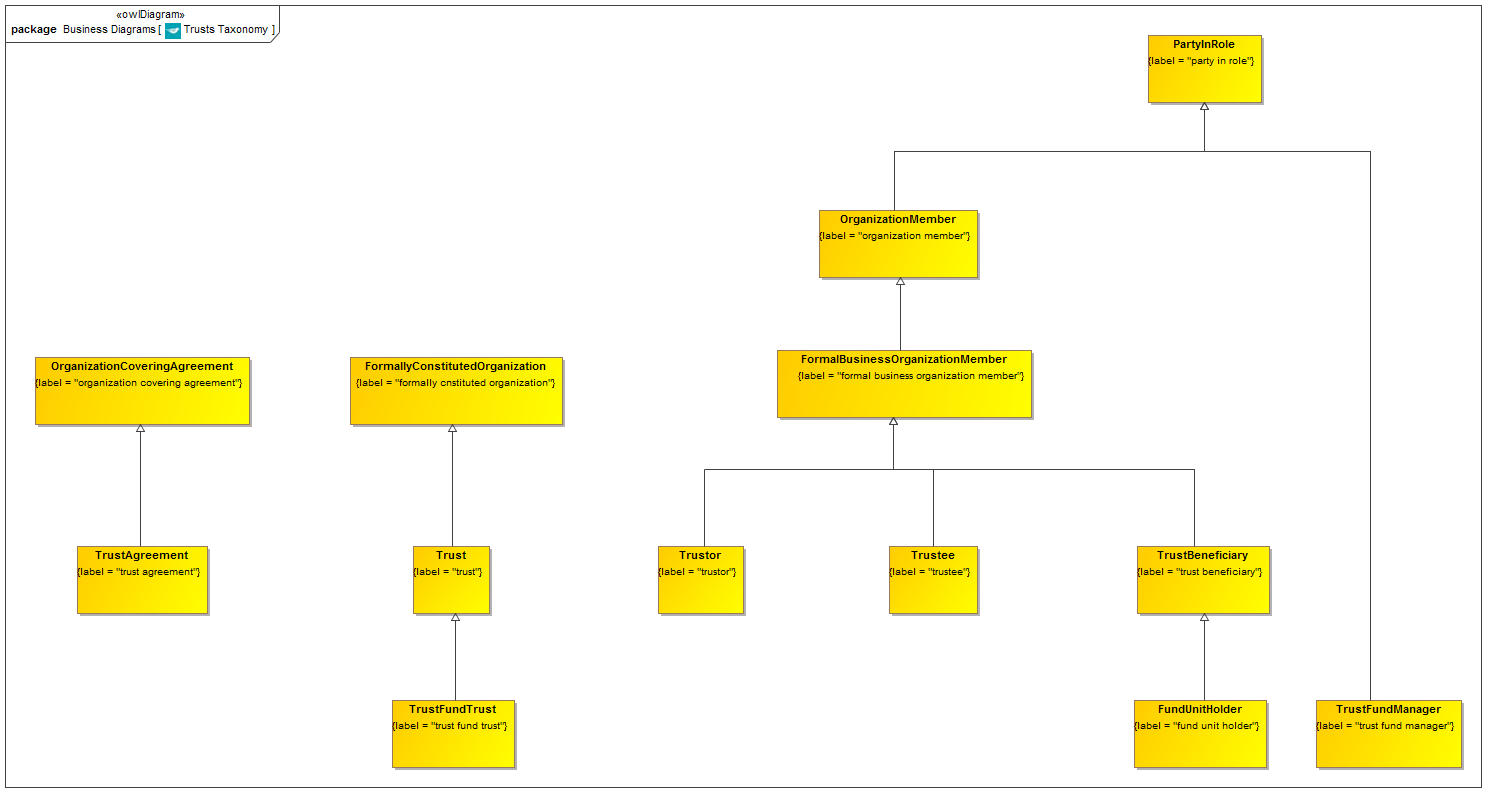 «owlDiagram»
package Business Diagrams [ Trusts Taxonomy ]
PartyInRole
{label = "party in role"}
OrganizationMember
{label = "organization member"}
OrganizationCoveringAgreement
{label = "organization covering agreement"}
FormallyConstitutedOrganization
{label = "formally cnstituted organization"}
FormalBusinessOrganizationMember
{label = "formal business organization member"}
TrustAgreement
{label = "trust agreement"}
Trust
{label = "trust"}
Trustor
{label = "trustor"}
Trustee
{label = "trustee"}
TrustBeneficiary
{label = "trust beneficiary"}
TrustFundTrust
{label = "trust fund trust"}
FundUnitHolder
{label = "fund unit holder"}
TrustFundManager
{label = "trust fund manager"}